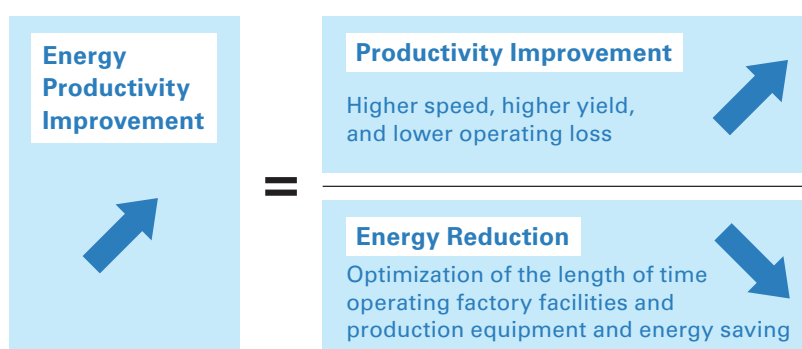 Energy
Productivity
Improvement
=
Productivity Improvement
Higher speed, higher yield,
and lower operating loss
Energy Reduction
Optimization of the length of time
operating factory facilities and
production equipment and energy saving